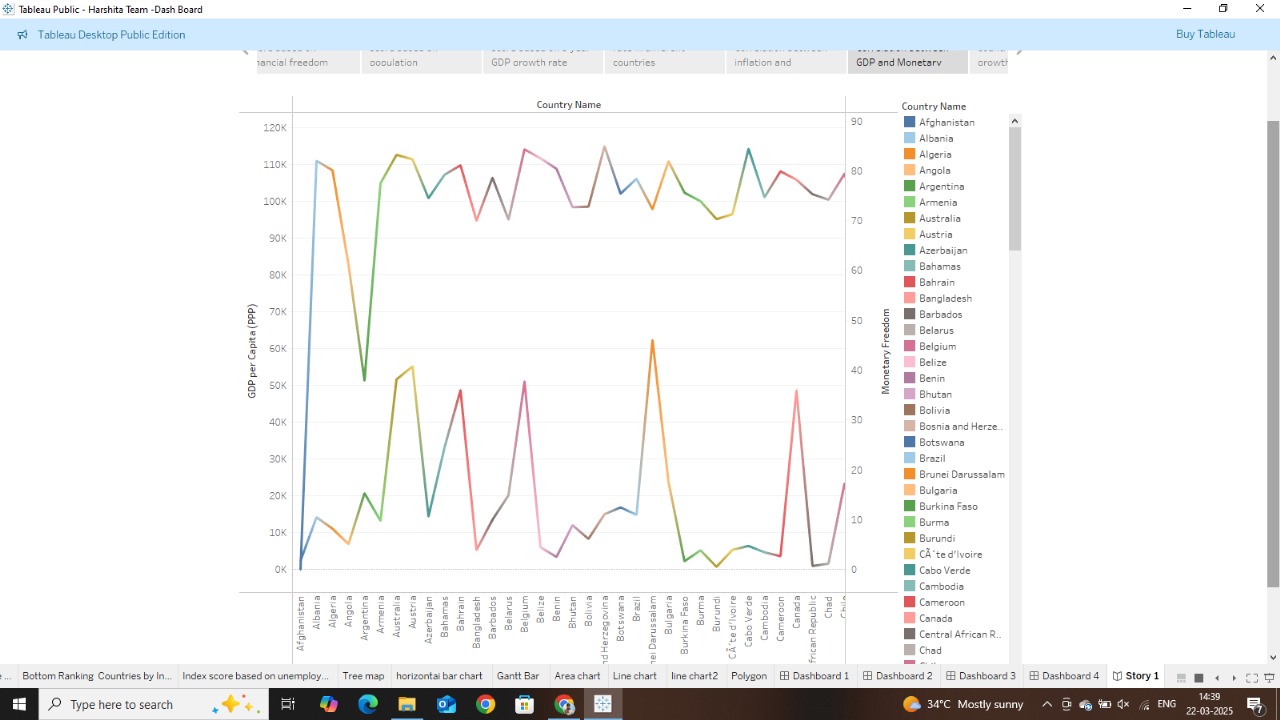 Tableau Public - Harshita Team -Dash Board
Tableau Desktop Public Edition
Buy Tableau
nancial freedom
population
GDP growth rate
countries
inflation and
GDP and Monetary
growth
Country Name
120K
110K
100K
90K
80K
70K
60K
50K
40K
30K
20K
10K
0K
GDP per Capita (PPP)
90
80
70
60
50
40
30
20
10
0
Monetary Freedom
Afghanistan
Albania
Algeria
Angola
Argentina
Armenia
Australia
Austria
Azerbaijan
Bahamas
Bahrain
Bangladesh
Barbados
Belarus
Belgium
Belize
Benin
Bhutan
Bolivia
nd Herzegovina
Botswana
Brazil
nei Darussalam
Bulgaria
Burkina Faso
Burma
Burundi
CÃ´te d'Ivoire
Cabo Verde
Cambodia
Cameroon
Canada
frican Republic
Chad
Chile
Country Name
Afghanistan
Albania
Algeria
Angola
Argentina
Armenia
Australia
Austria
Azerbaijan
Bahamas
Bahrain
Bangladesh
Barbados
Belarus
Belgium
Belize
Benin
Bhutan
Bolivia
Bosnia and Herze..
Botswana
Brazil
Brunei Darussalam
Bulgaria
Burkina Faso
Burma
Burundi
CÃ´te d'Ivoire
Cabo Verde
Cambodia
Cameroon
Canada
Central African R..
Chad
e ...
Bottom Ranking Countries by In...
Index score based on unemploy...
Tree map
horizontai bar chart
Gantt Bar
Area chart
Line chart
line chart2
Polygon
Dashboard 1
Dashboard 2
Dashboard 3
Dashboard 4
Story 1
Type here to search
34°C Mostly sunny
ENG
14:39
22-03-2025